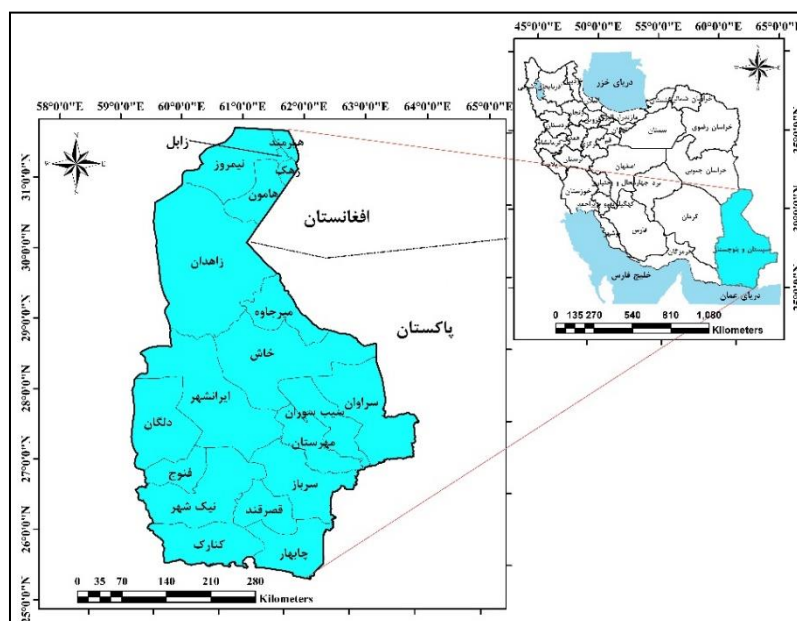 58°0'0"E 59°0'0"E 60°0'0"E 61°0'0"E 62°0'0"E 63°0'0"E 64°0'0"E 65°0'0"E
31°0'0"N
30°0'0"N
29°0'0"N
28°0'0"N
27°0'0"N
26°0'0"N
25°0'0"N
زابل
هیرمند
زهک
نیمروز
هامون
افغانستان
زاهدان
میرجاوه
پاکستان
خاش
ایرانشهر
سراوان
دلگان
سیب سوران
مهرستان
فنوج
سرباز
نیک شهر
قصرقند
کنارک
چابهار
0 35 70 140 210 280
Kilometers
45°0'0"E 50°0'0"E 55°0'0"E 60°0'0"E 65°0'0"E
دریای خزر
خراسان شمالی
خراسان رضوی
سمنان
اصفهان
خراسان جنوبی
خوزستان
یزد
کرمان
فارس
بوشهر
هرمزگان
سیستان و بلوچستان
خلیج فارس
دریای عمان
0 135 270 540 810 1,080
Kilometers